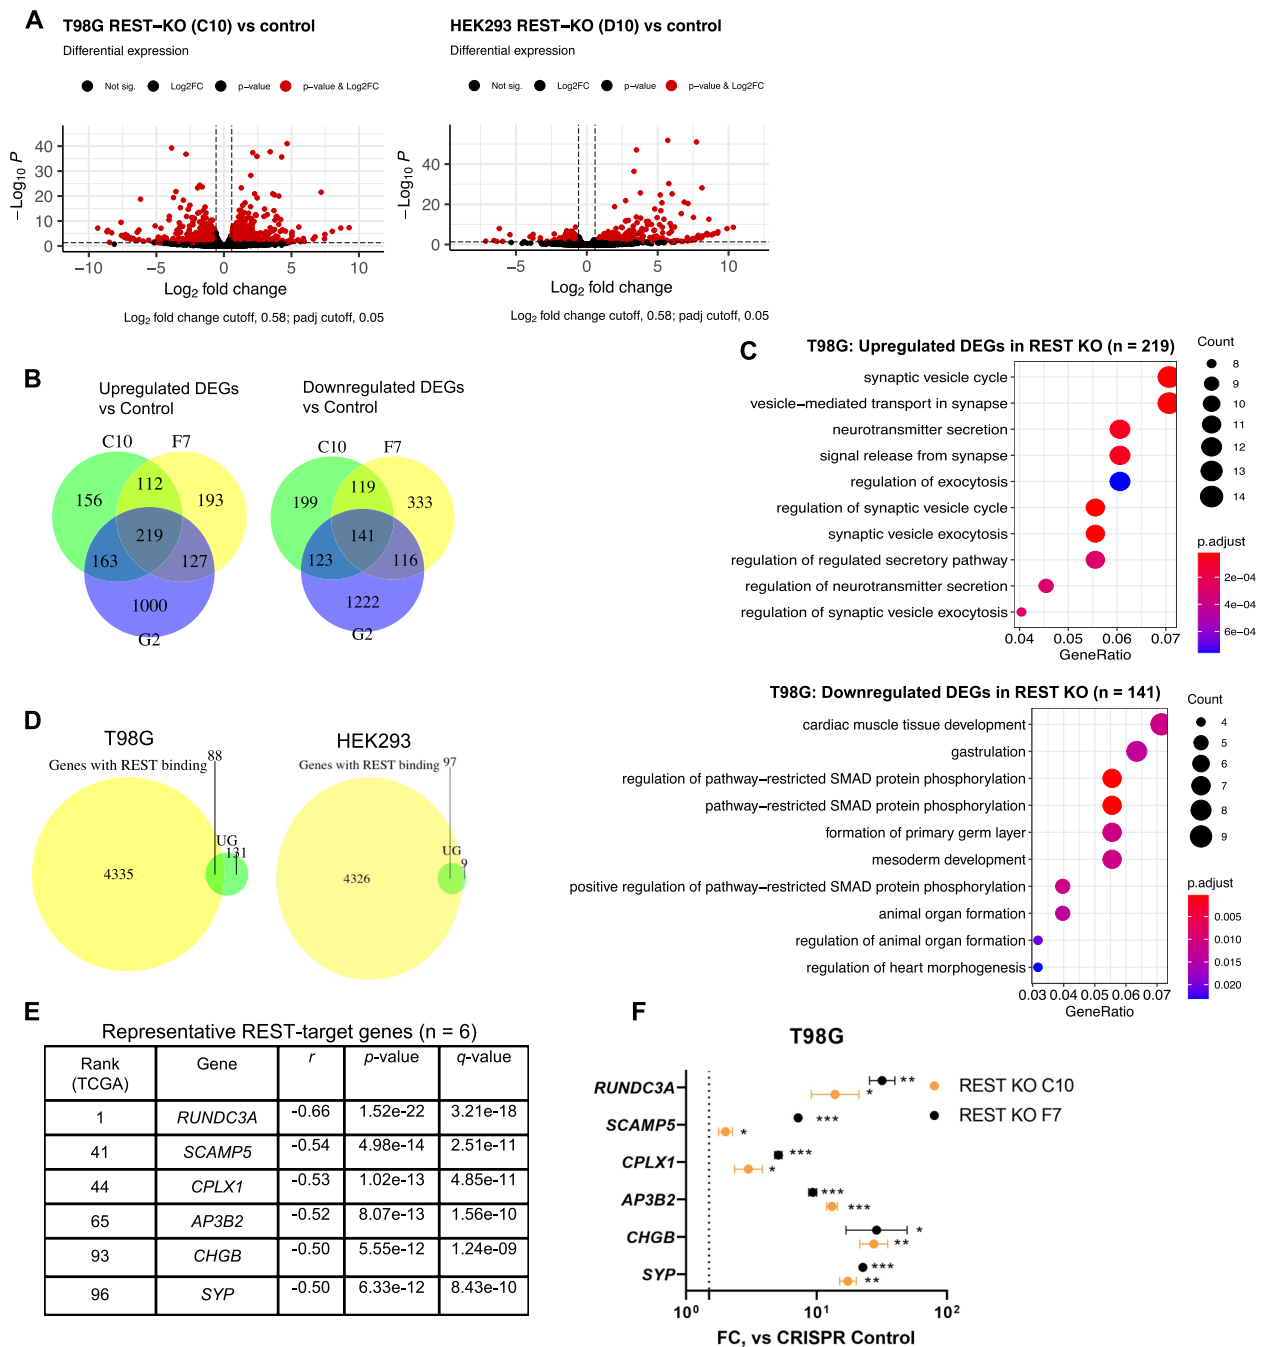 A
T98G REST−KO (C10) vs control
Differential expression
Not sig. Log2FC p−value p−value & Log2FC
− Log10 P
40
30
20
10
0
−10 −5 0 5 10
Log2 fold change
Log2 fold change cutoff, 0.58; padj cutoff, 0.05
HEK293 REST−KO (D10) vs control
Differential expression
Not sig. Log2FC p−value p−value & Log2FC
− Log10 P
40
20
0
−5 0 5 10
Log2 fold change
Log2 fold change cutoff, 0.58; padj cutoff, 0.05
B
Upregulated DEGs
vs Control
C10 F7
156 112 193
219
163 127
1000
G2
Downregulated DEGs
vs Control
C10 F7
199 119 333
141
123 116
1222
G2
C
T98G: Upregulated DEGs in REST KO (n = 219)
synaptic vesicle cycle
vesicle−mediated transport in synapse
neurotransmitter secretion
signal release from synapse
regulation of exocytosis
regulation of synaptic vesicle cycle
synaptic vesicle exocytosis
regulation of regulated secretory pathway
regulation of neurotransmitter secretion
regulation of synaptic vesicle exocytosis
0.04 0.05 0.06 0.07
GeneRatio
Count
8
9
10
11
12
13
14
p.adjust
2e−04
4e−04
6e−04
T98G: Downregulated DEGs in REST KO (n = 141)
cardiac muscle tissue development
gastrulation
regulation of pathway−restricted SMAD protein phosphorylation
pathway−restricted SMAD protein phosphorylation
formation of primary germ layer
mesoderm development
positive regulation of pathway−restricted SMAD protein phosphorylation
animal organ formation
regulation of animal organ formation
regulation of heart morphogenesis
0.03 0.04 0.05 0.06 0.07
GeneRatio
Count
4
5
6
7
8
9
p.adjust
0.005
0.010
0.015
0.020
D
T98G
Genes with REST binding 88
UG
131
4335
HEK293
Genes with REST binding 97
UG
9
4326
E
Representative REST-target genes (n = 6)
Rank (TCGA) Gene r p-value q-value
1 RUNDC3A -0.66 1.52e-22 3.21e-18
41 SCAMP5 -0.54 4.98e-14 2.51e-11
44 CPLX1 -0.53 1.02e-13 4.85e-11
65 AP3B2 -0.52 8.07e-13 1.56e-10
93 CHGB -0.50 5.55e-12 1.24e-09
96 SYP -0.50 6.33e-12 8.43e-10
F
T98G
RUNDC3A ** *
SCAMP5 *** *
CPLX1 *** *
AP3B2 *** ***
CHGB * **
SYP *** **
REST KO C10
REST KO F7
10⁰ 10¹ 10²
FC, vs CRISPR Control